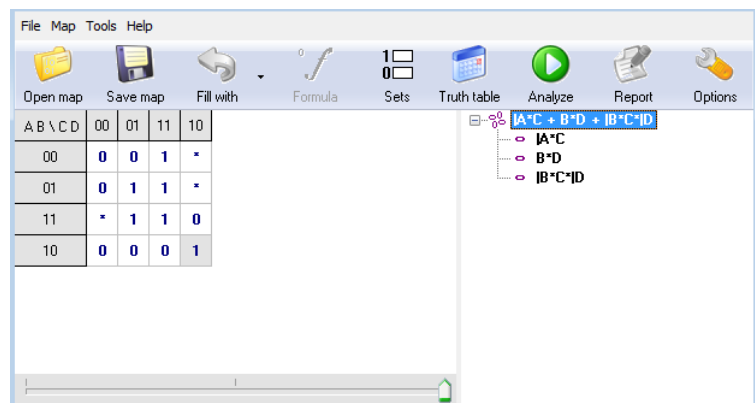 File Map Tools Help
Open map Save map Fill with Formula Sets Truth table Analyze Report Options
1
0
0 f
A B \ C D 00 01 11 10
00 0 0 1 *
01 0 1 1 *
11 * 1 1 0
10 0 0 0 1
|A*C + B*D + |B*C*|D
|A*C
B*D
|B*C*|D